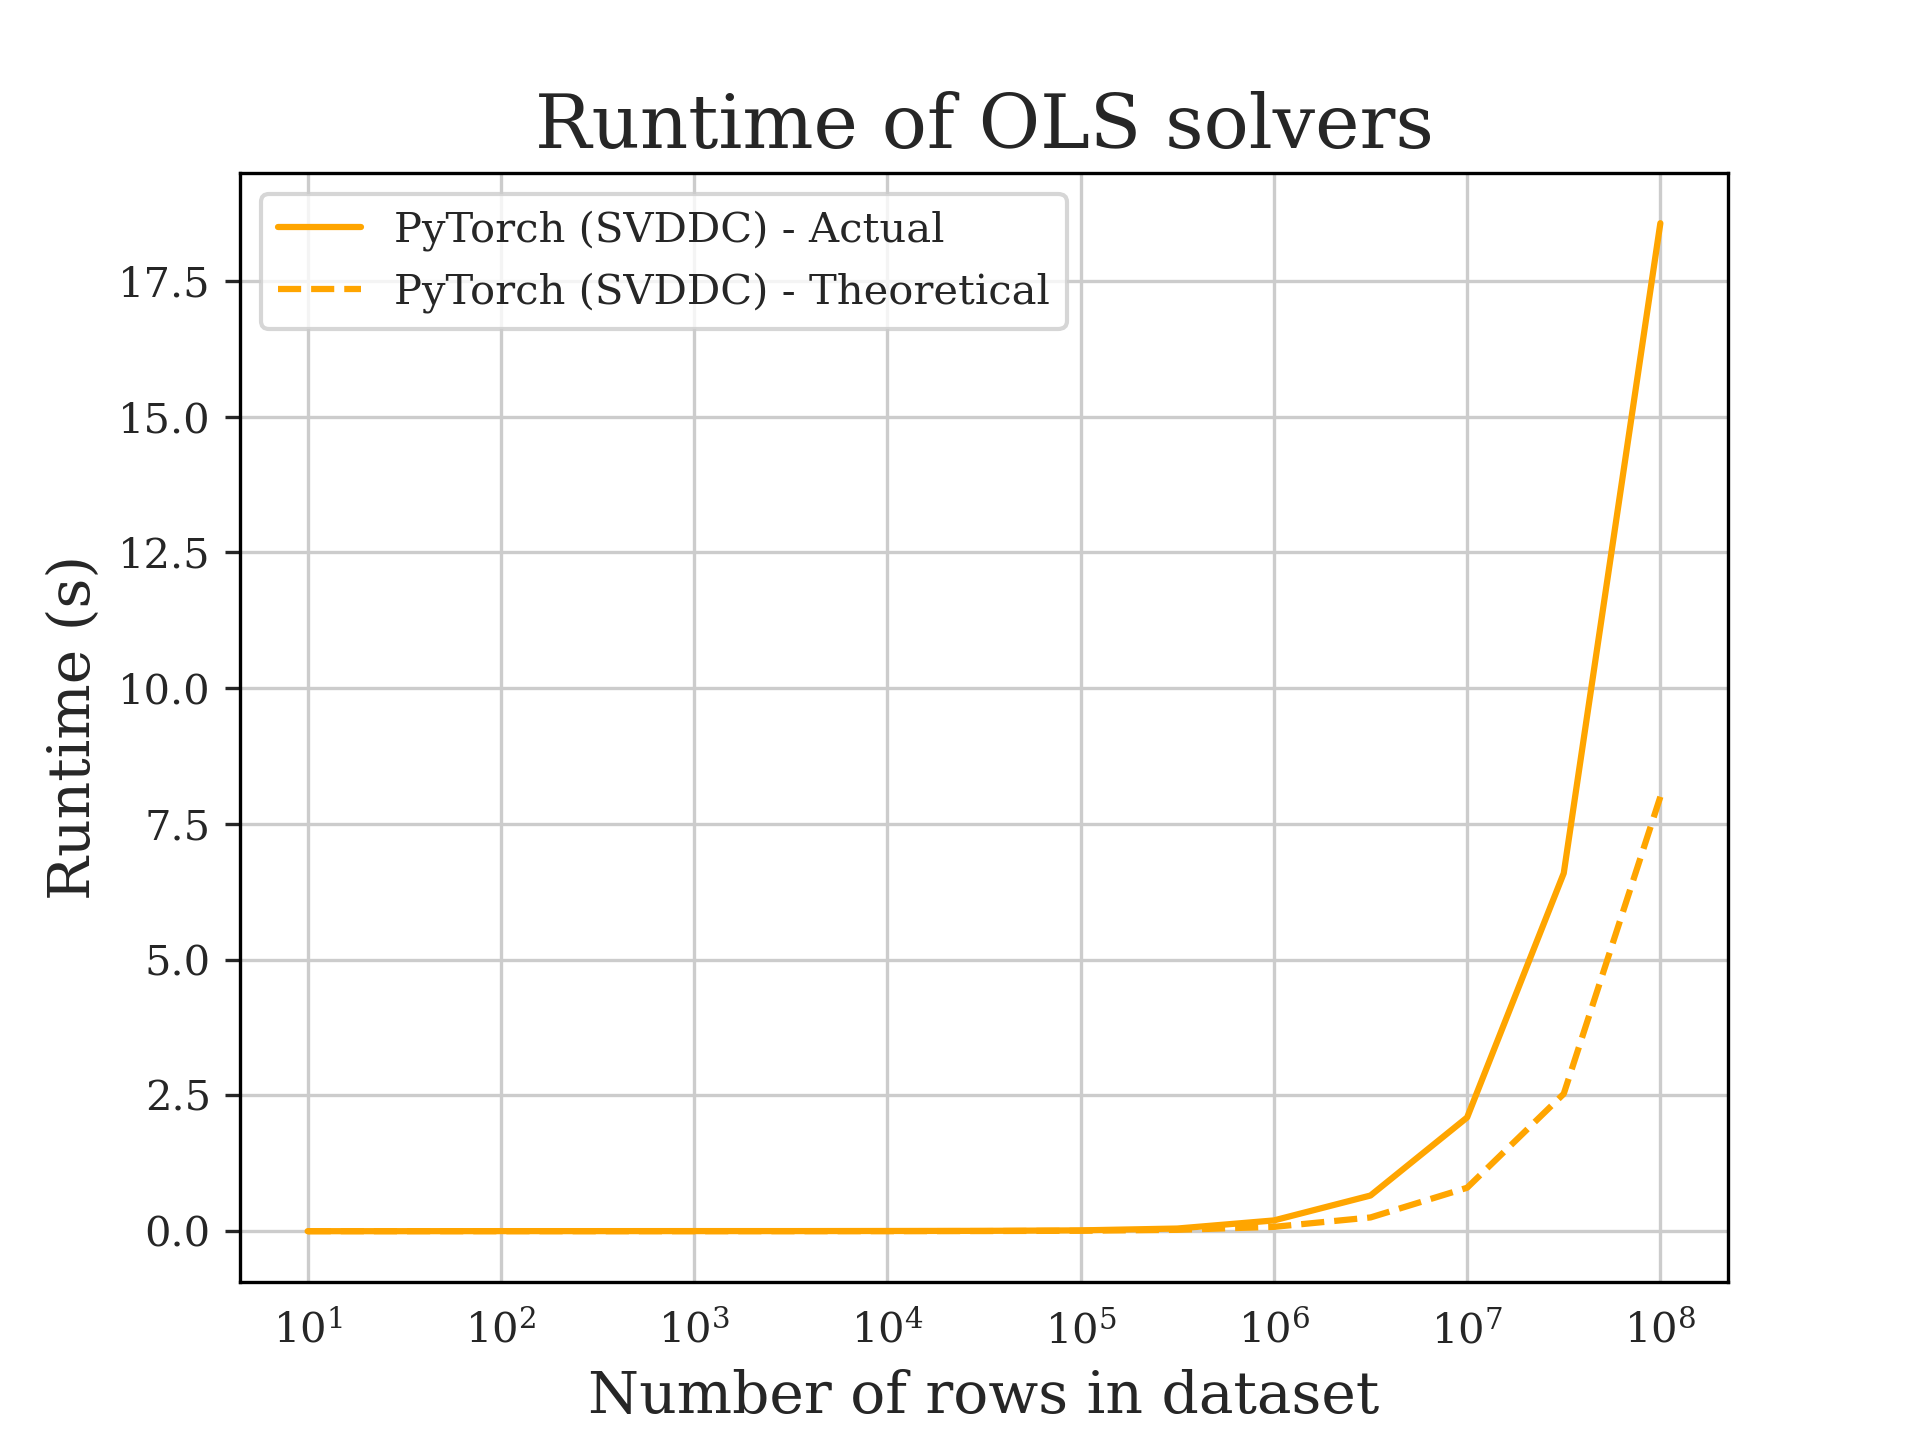 Runtime of OLS solvers
PyTorch (SVDDC) - Actual
PyTorch (SVDDC) - Theoretical
Runtime (s)
17.5
15.0
12.5
10.0
7.5
5.0
2.5
0.0
10¹ 10² 10³ 10⁴ 10⁵ 10⁶ 10⁷ 10⁸
Number of rows in dataset